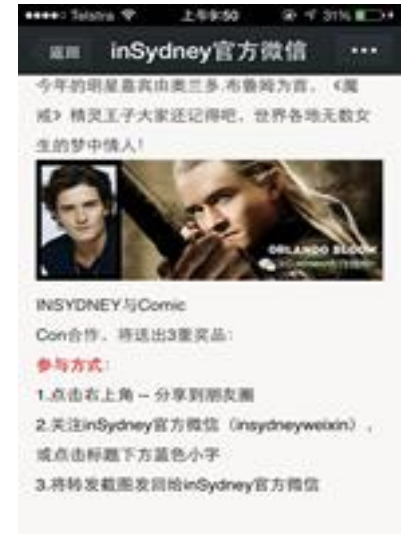 Telstra 上午9:50 31%
返回 inSydney官方微信
今年的明星嘉宾由奥兰多.布鲁姆为首，《魔
戒》精灵王子大家还记得吧，世界各地无数女
生的梦中情人！
ORLANDO BLOOM
INSYDNEY与Comic
Con合作，将送出3重奖品：
参与方式：
1.点击右上角 -- 分享到朋友圈
2.关注inSydney官方微信（insydneyweixin），
或点击标题下方蓝色小字
3.将转发截图发回给inSydney官方微信